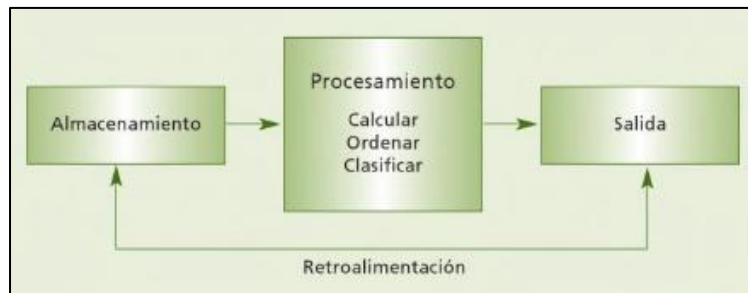 Almacenamiento
Procesamiento
Calcular
Ordenar
Clasificar
Salida
Retroalimentación